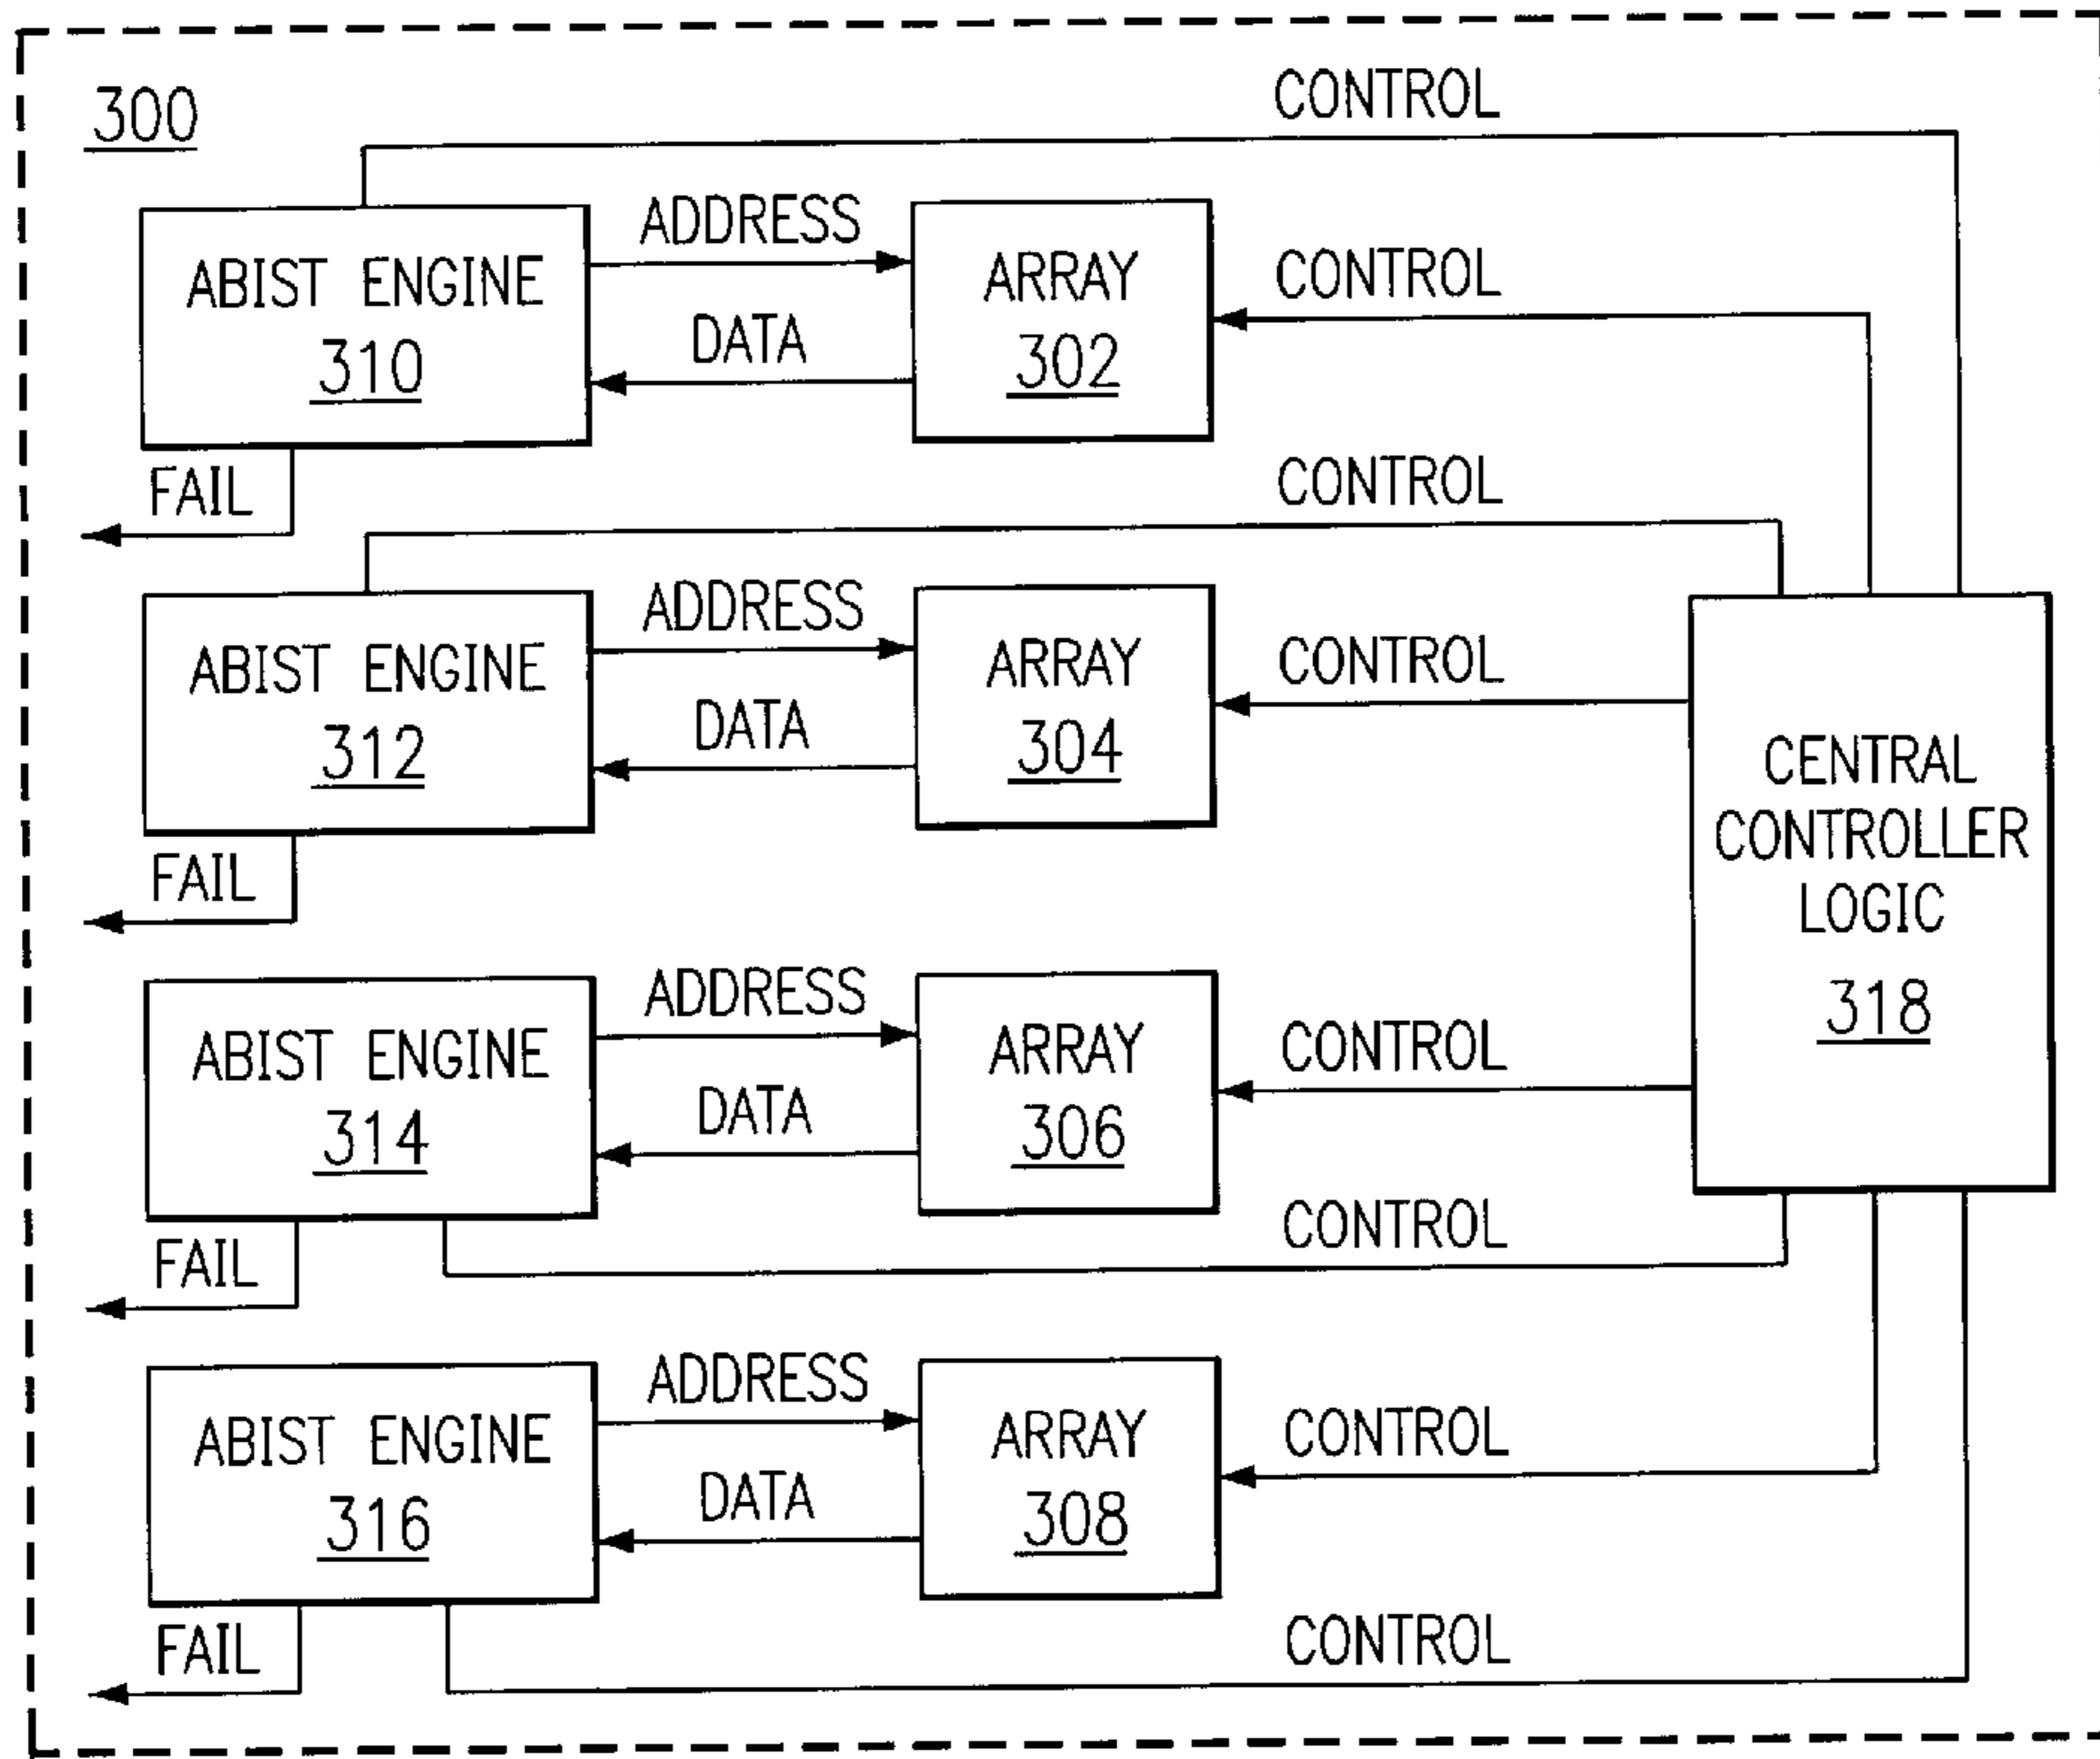 300
CONTROL
ABIST ENGINE
310
ADDRESS
DATA
ARRAY
302
CONTROL
FAIL
CONTROL
ABIST ENGINE
312
ADDRESS
DATA
ARRAY
304
CONTROL
FAIL
CENTRAL
CONTROLLER
LOGIC
318
ABIST ENGINE
314
ADDRESS
DATA
ARRAY
306
CONTROL
FAIL
CONTROL
ABIST ENGINE
316
ADDRESS
DATA
ARRAY
308
CONTROL
FAIL
CONTROL